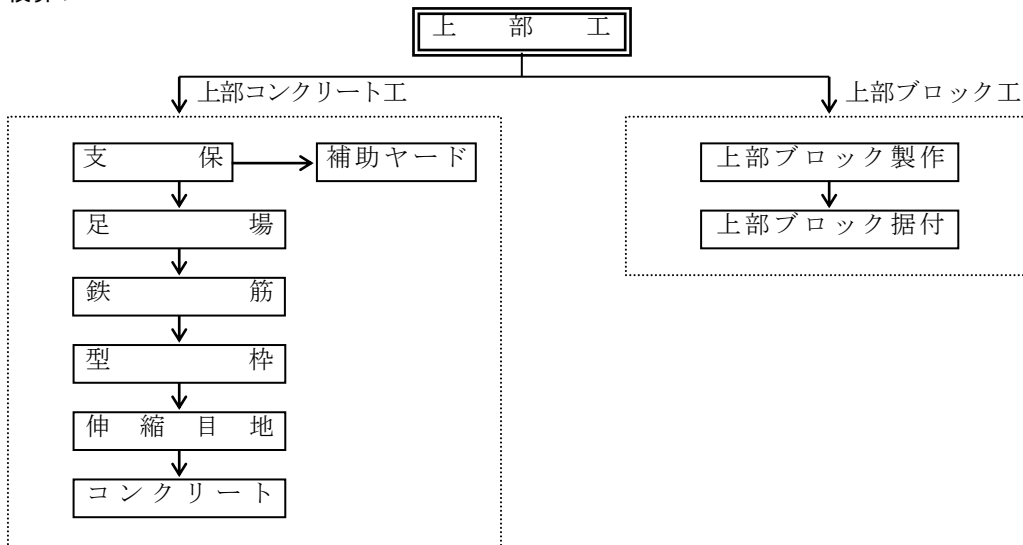 上部工
上部コンクリート工
上部ブロック工
支保
補助ヤード
上部ブロック製作
足場
上部ブロック据付
鉄筋
型枠
伸縮目地
コンクリート